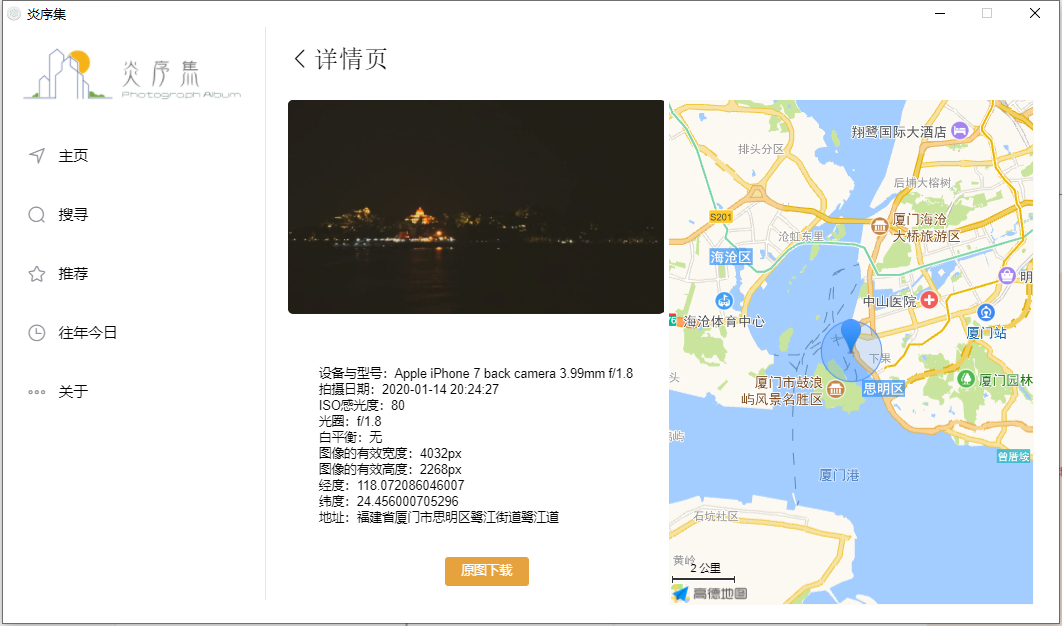 炎序集
炎序集
Photograph Album
主页
搜寻
推荐
往年今日
关于
详情页
设备与型号：Apple iPhone 7 back camera 3.99mm f/1.8
拍摄日期：2020-01-14 20:24:27
ISO感光度：80
光圈：f/1.8
白平衡：无
图像的有效宽度：4032px
图像的有效高度：2268px
经度：118.072086046007
纬度：24.456000705296
地址：福建省厦门市思明区鹭江街道鹭江道
原图下载
翔鹭国际大酒店
排头分区
后埔大榕树
S201
厦门海沧
大桥旅游区
沧虹东里
海沧区
明
中山医院
海沧体育中心
厦门站
下果
头
厦门市鼓浪
屿风景名胜区
思明区
厦门园林
屿
曾厝垵
厦门港
石坑社区
黄岭
2 公里
高德地图